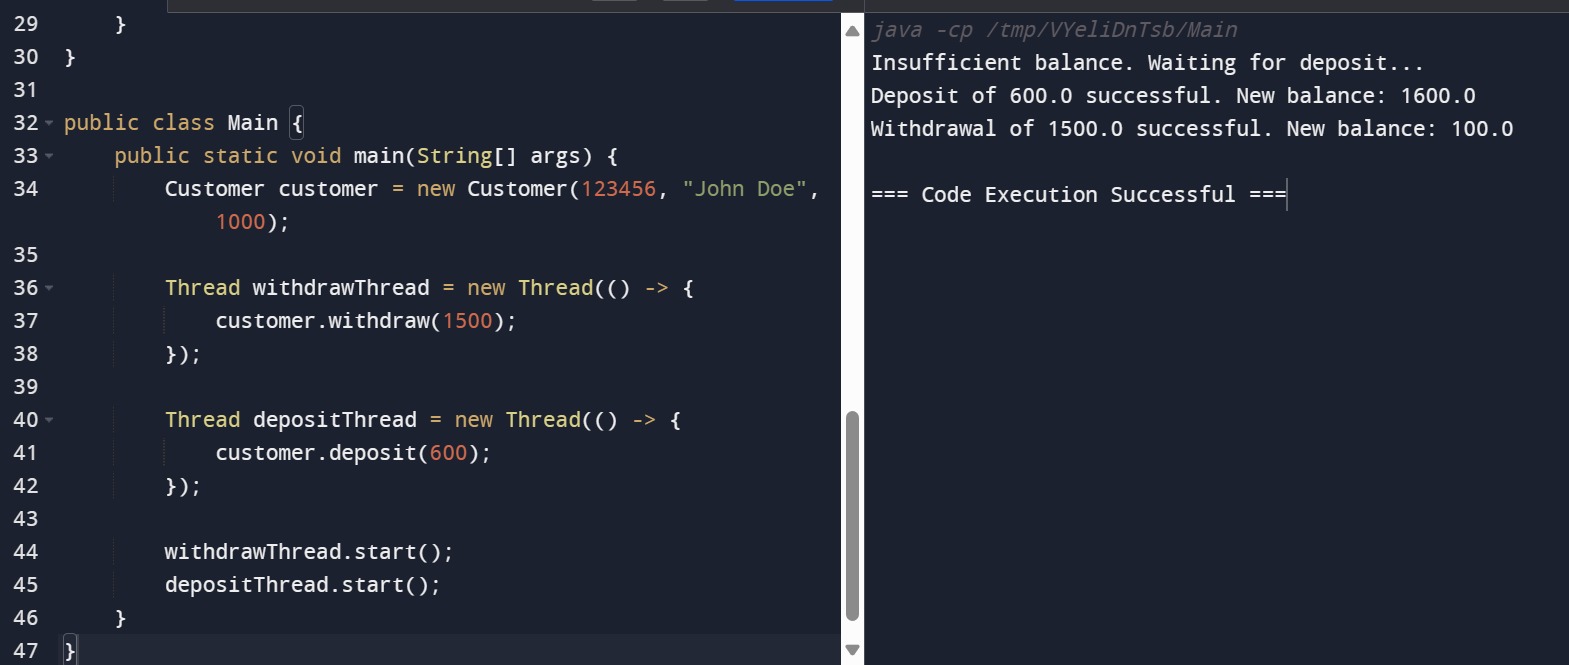 29 }
30 }
31
32 public class Main {
33 public static void main(String[] args) {
34 Customer customer = new Customer(123456, "John Doe",
1000);
35
36 Thread withdrawThread = new Thread(() -> {
37 customer.withdraw(1500);
38 });
39
40 Thread depositThread = new Thread(() -> {
41 customer.deposit(600);
42 });
43
44 withdrawThread.start();
45 depositThread.start();
46 }
47 }
java -cp /tmp/VYeliDnTsb/Main
Insufficient balance. Waiting for deposit...
Deposit of 600.0 successful. New balance: 1600.0
Withdrawal of 1500.0 successful. New balance: 100.0
=== Code Execution Successful ===